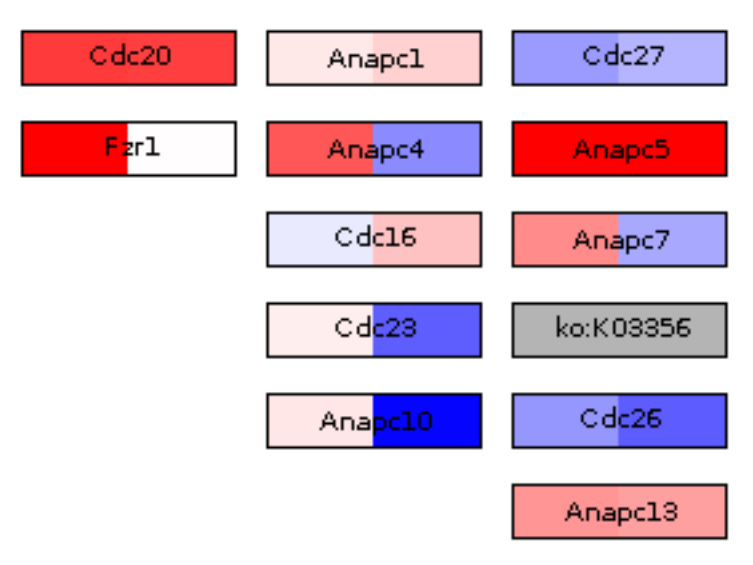 Cdc20
Anapc1
Cdc27
Fzr1
Anapc4
Anapc5
Cdc16
Anapc7
Cdc23
ko:K03356
Anapc10
Cdc26
Anapc13